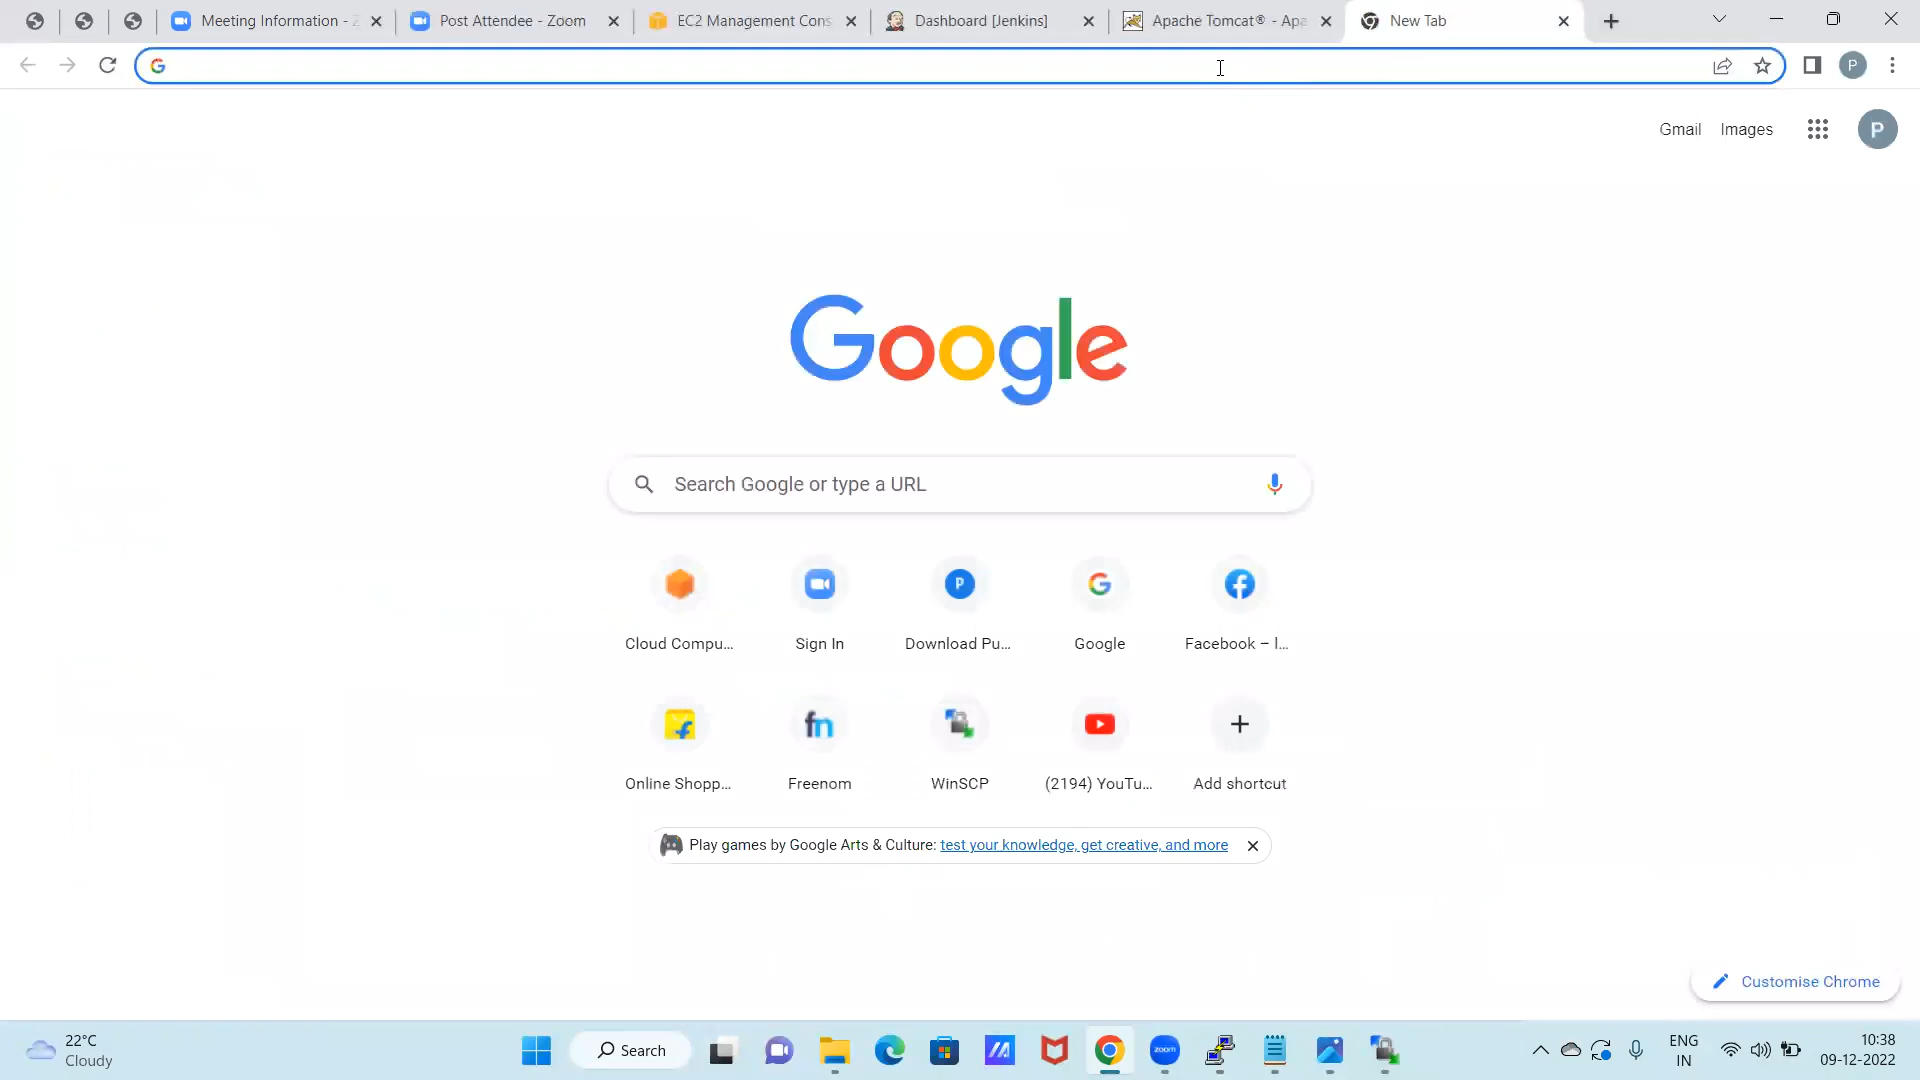 Meeting Information - Z
Post Attendee - Zoom
EC2 Management Cons
Dashboard [Jenkins]
Apache Tomcat® - Apa
New Tab
P
Gmail
Images
P
Google
Search Google or type a URL
Cloud Compu...
Sign In
P
Download Pu...
Google
Facebook – l...
Online Shopp...
fn
Freenom
WinSCP
(2194) YouTu...
Add shortcut
Play games by Google Arts & Culture: test your knowledge, get creative, and more
Customise Chrome
22°C
Cloudy
Search
zoom
ENG
IN
10:38
09-12-2022